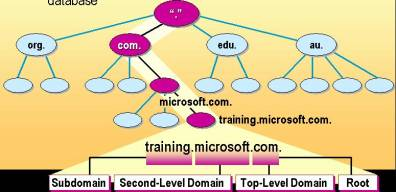 database
"."
org.
com.
edu.
au.
microsoft.com.
training.microsoft.com.
training.microsoft.com.
Subdomain Second-Level Domain Top-Level Domain Root